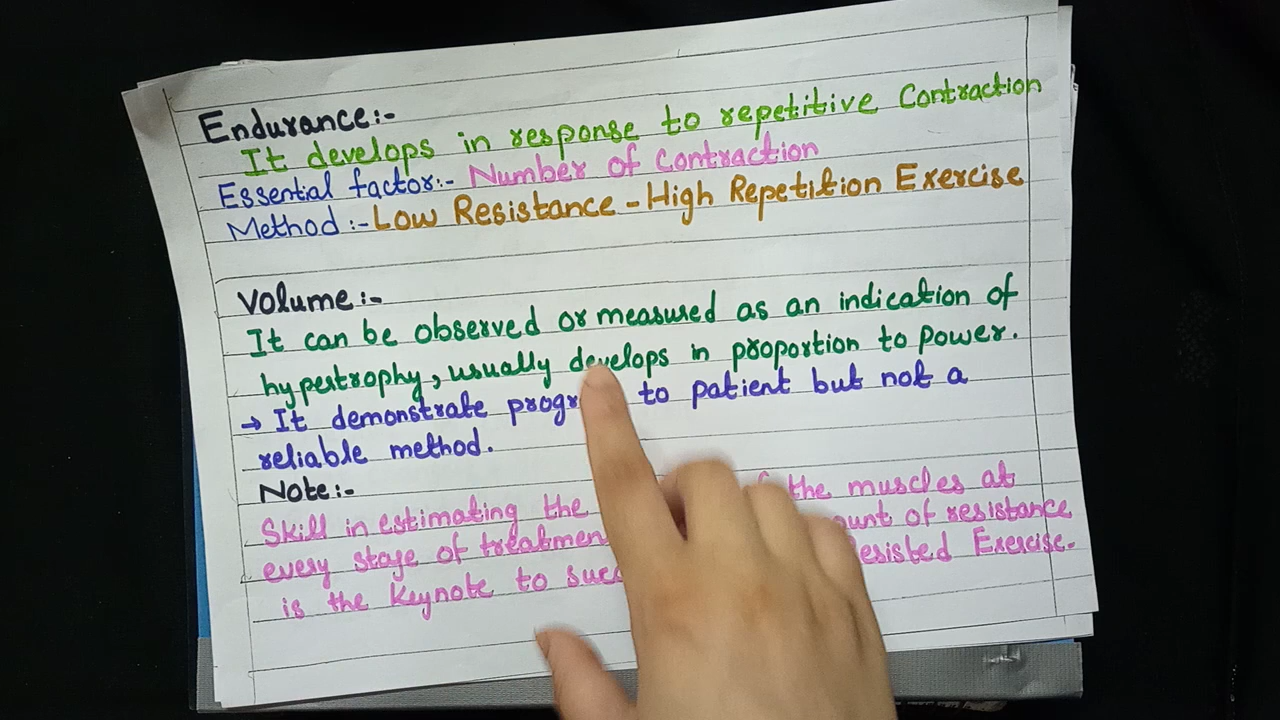 Endurance:-
It develops in response to repetitive Contraction
Essential factor:- Number of Contraction
Method:- Low Resistance - High Repetition Exercise
Volume:-
It can be observed or measured as an indication of
hypestrophy, usually develops in proportion to power.
→ It demonstrate to patient but not a
reliable method.
Note:-
Skill in estimating the the muscles at
every stage of of resistance
is the Keynote to Exercise.